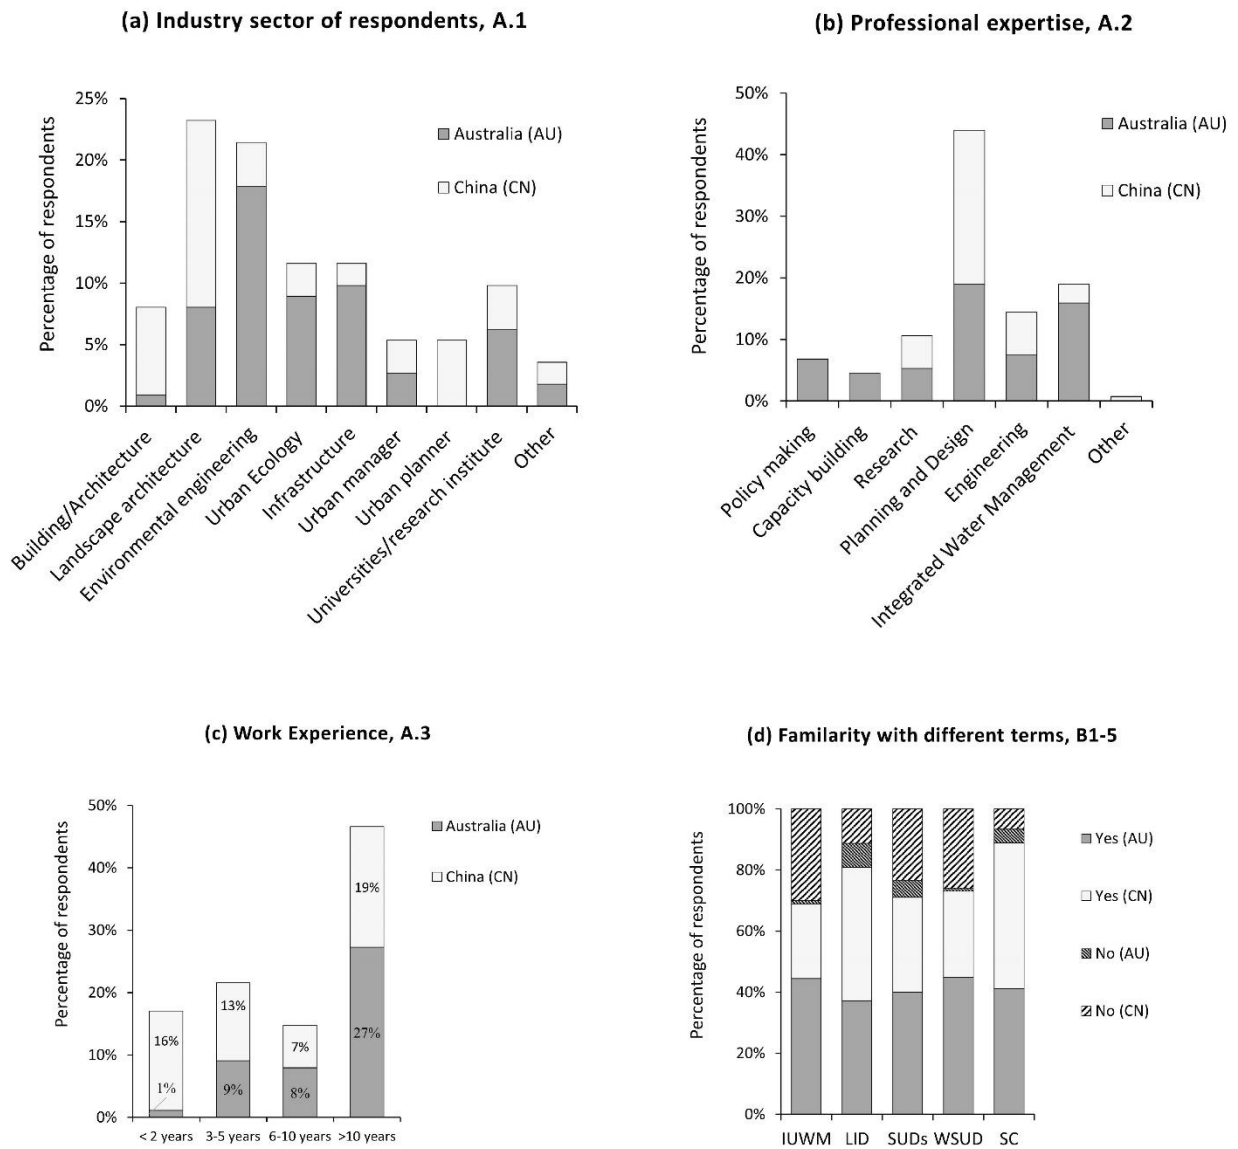 (a) Industry sector of respondents, A.1
Percentage of respondents
25%
20%
15%
10%
5%
0%
Australia (AU)
China (CN)
Building/Architecture
Landscape architecture
Environmental engineering
Urban Ecology
Infrastructure
Urban manager
Urban planner
Universities/research institute
Other
(b) Professional expertise, A.2
Percentage of respondents
50%
40%
30%
20%
10%
0%
Australia (AU)
China (CN)
Policy making
Capacity building
Research
Planning and Design
Engineering
Integrated Water Management
Other
(c) Work Experience, A.3
Percentage of respondents
50%
40%
30%
20%
10%
0%
Australia (AU)
China (CN)
16%
1%
13%
9%
7%
8%
19%
27%
< 2 years
3-5 years
6-10 years
>10 years
(d) Familarity with different terms, B1-5
Percentage of respondents
100%
80%
60%
40%
20%
0%
Yes (AU)
Yes (CN)
No (AU)
No (CN)
IUWM
LID
SUDs
WSUD
SC